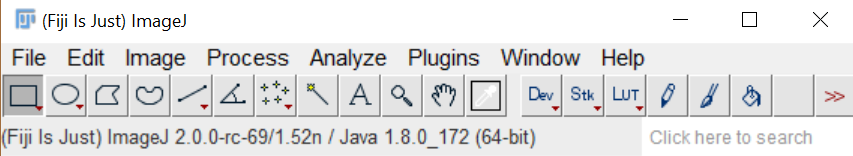 (Fiji Is Just) ImageJ
File Edit Image Process Analyze Plugins Window Help
A Dev Stk LUT >>
(Fiji Is Just) ImageJ 2.0.0-rc-69/1.52n / Java 1.8.0_172 (64-bit) Click here to search